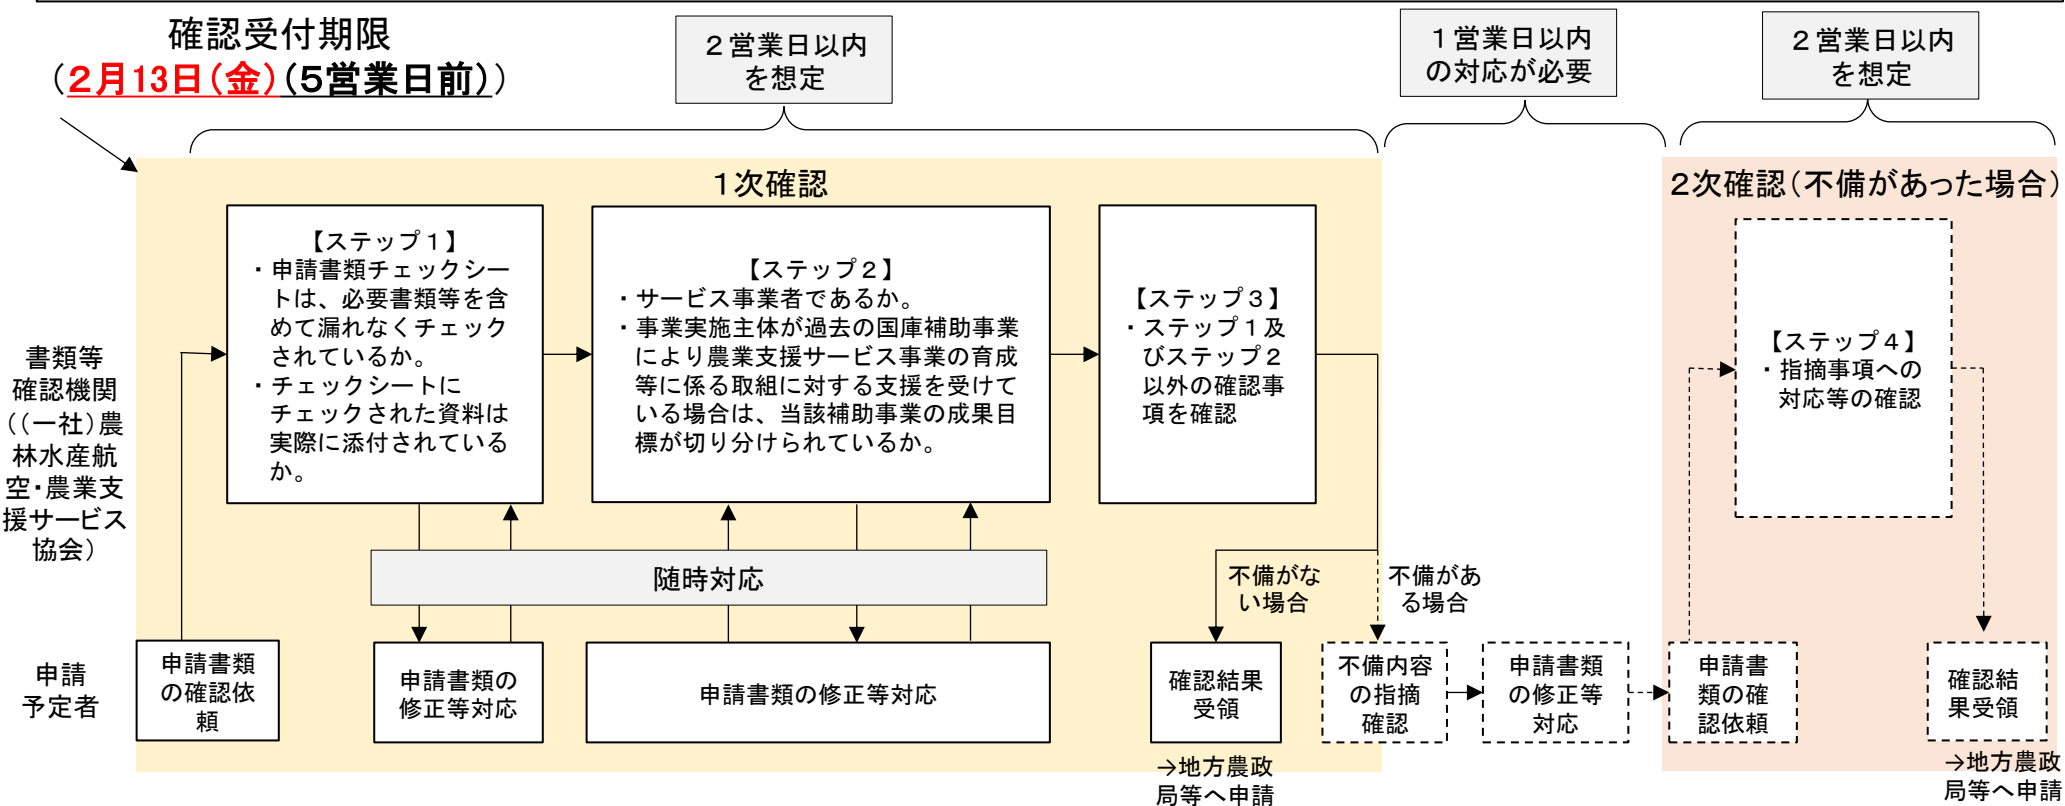 確認受付期限
（２月13日（金）（５営業日前））
２営業日以内
を想定
１営業日以内
の対応が必要
２営業日以内
を想定
１次確認
２次確認（不備があった場合）
【ステップ１】
・申請書類チェックシー
トは、必要書類等を含
めて漏れなくチェック
されているか。
・チェックシートに
チェックされた資料は
実際に添付されている
か。
【ステップ２】
・サービス事業者であるか。
・事業実施主体が過去の国庫補助事業
により農業支援サービス事業の育成
等に係る取組に対する支援を受けて
いる場合は、当該補助事業の成果目
標が切り分けられているか。
【ステップ３】
・ステップ１及
びステップ２
以外の確認事
項を確認
【ステップ４】
・指摘事項への
対応等の確認
書類等
確認機関
（（一社）農
林水産航
空・農業支
援サービス
協会）
随時対応
不備がな
い場合
不備があ
る場合
申請
予定者
申請書類
の確認依
頼
申請書類の
修正等対応
申請書類の修正等対応
確認結果
受領
不備内容
の指摘
確認
申請書類
の修正等
対応
申請書
類の確
認依頼
確認結
果受領
→地方農政
局等へ申請
→地方農政
局等へ申請